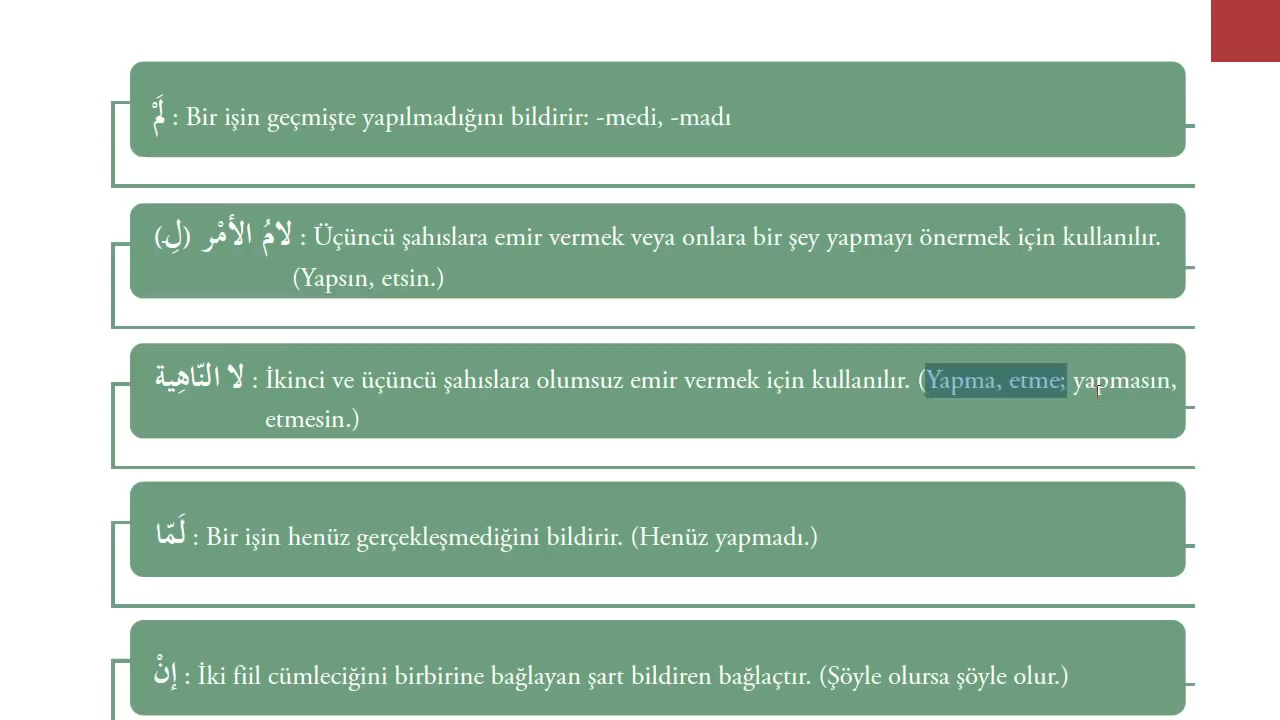 لَمْ : Bir işin geçmişte yapılmadığını bildirir: -medi, -madı
لامُ الأمْر (لِـ) : Üçüncü şahıslara emir vermek veya onlara bir şey yapmayı önermek için kullanılır.
(Yapsın, etsin.)
لا النّاهِية : İkinci ve üçüncü şahıslara olumsuz emir vermek için kullanılır. (Yapma, etme; yapmasın,
etmesin.)
لَمّا : Bir işin henüz gerçekleşmediğini bildirir. (Henüz yapmadı.)
إنْ : İki fiil cümleciğini birbirine bağlayan şart bildiren bağlaçtır. (Şöyle olursa şöyle olur.)